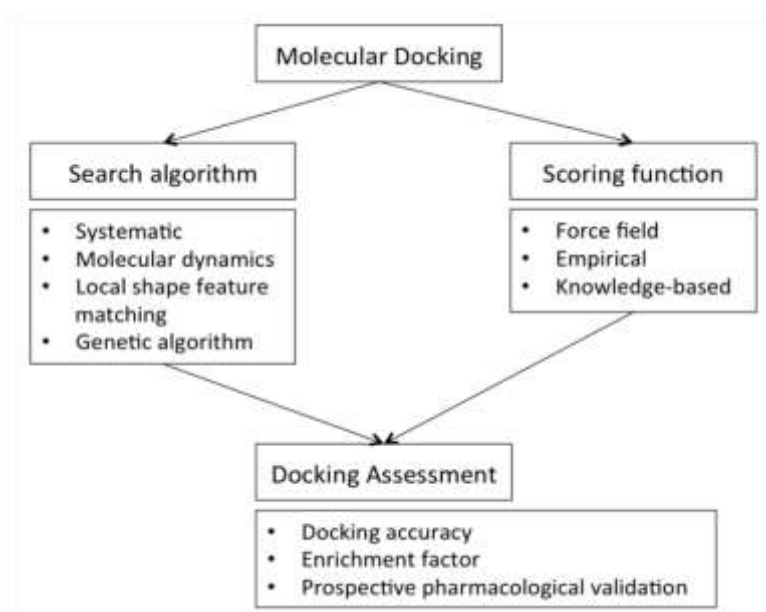 Molecular Docking
Search algorithm
• Systematic
• Molecular dynamics
• Local shape feature
matching
• Genetic algorithm
Scoring function
• Force field
• Empirical
• Knowledge-based
Docking Assessment
• Docking accuracy
• Enrichment factor
• Prospective pharmacological validation